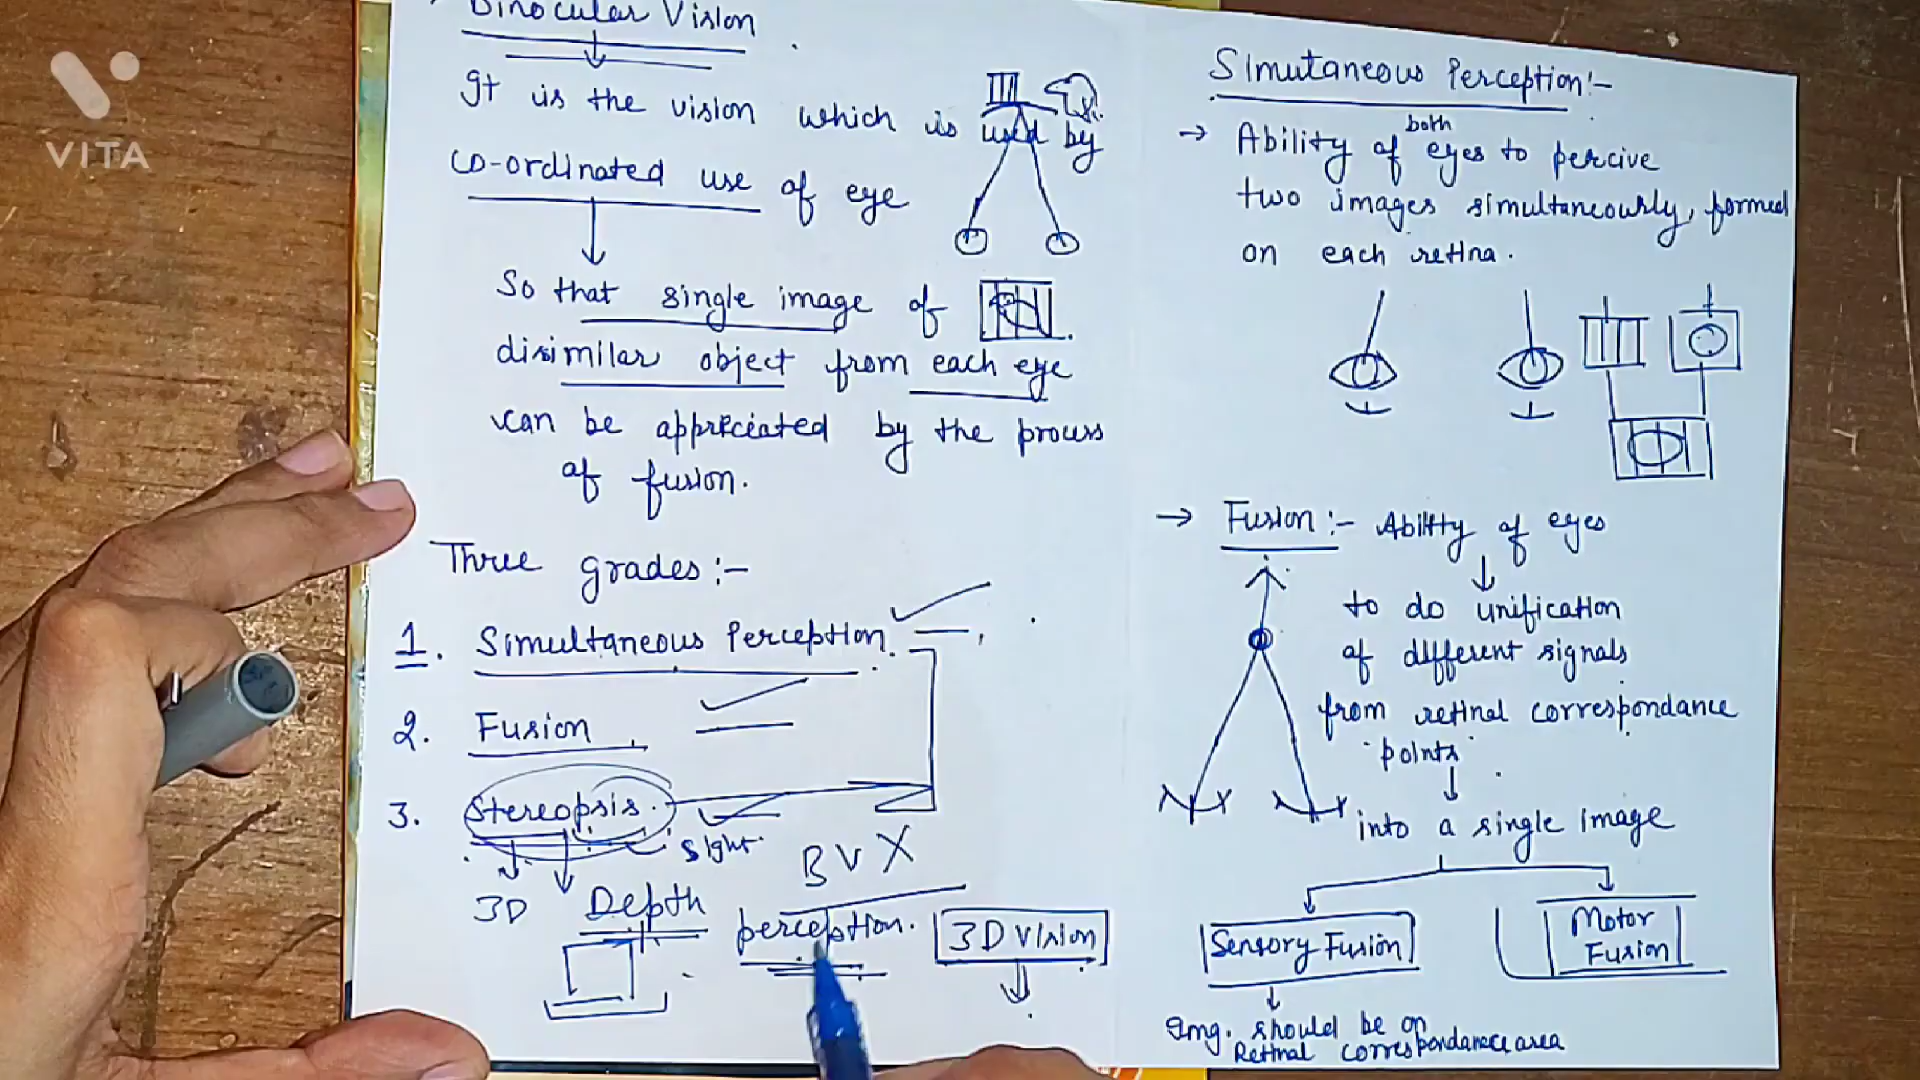 VITA
Binocular Vision
It is the vision which is used by
co-ordinated use of eye
So that single image of
disimilar object from each eye
can be appreciated by the prouss
of fusion.
Three grades:-
1. Simultaneous Perception.
2. Fusion
3. Stereopsis.
sight.
BVX
3D Depth perception. 3D Vision
Simutaneous Perception:-
→ Ability of both eyes to percive
two images simultaneously, formed
on each retina.
→ Fusion:- Ability of eyes
to do unification
of different signals
from retinal correspondance
points
into a single image
Sensory Fusion
Motor
Fusion
Img. should be on
Retinal correspondance area